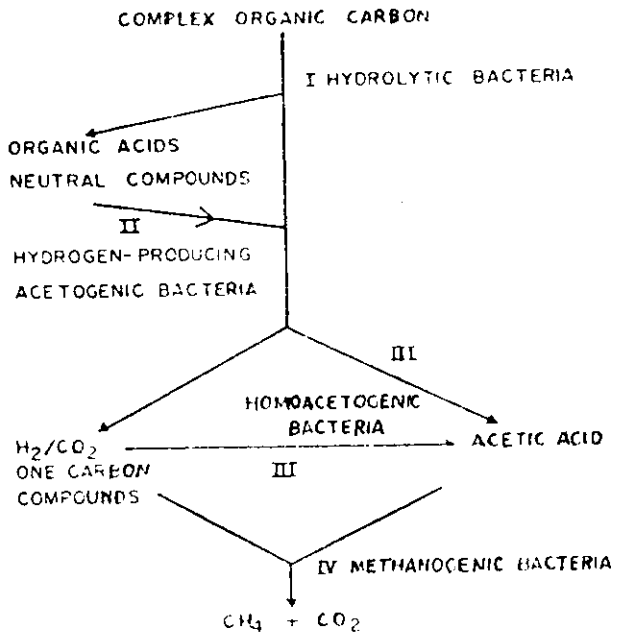 COMPLEX ORGANIC CARBON
I HYDROLYTIC BACTERIA
ORGANIC ACIDS
NEUTRAL COMPOUNDS
II
HYDROGEN-PRODUCING
ACETOGENIC BACTERIA
III
HOMOACETOGENIC
BACTERIA
H₂/CO₂
ACETIC ACID
ONE CARBON
III
COMPOUNDS
IV METHANOGENIC BACTERIA
CH₄ + CO₂